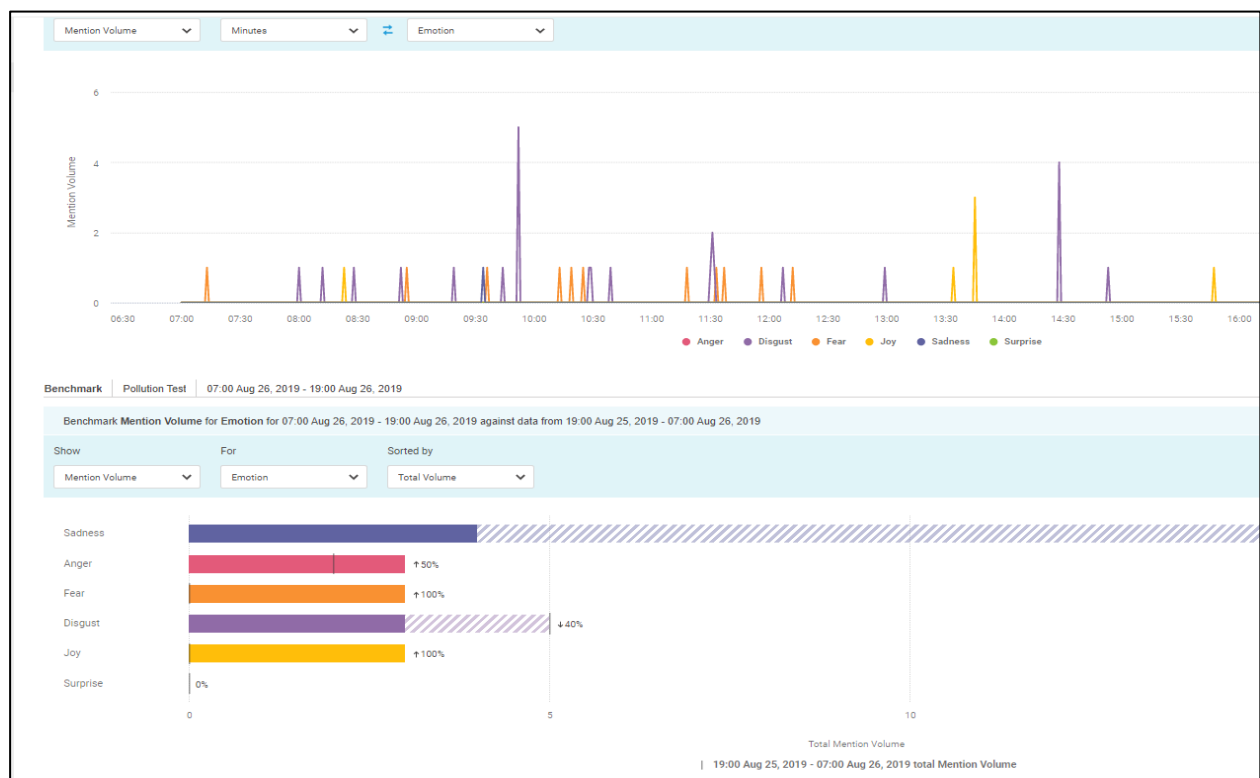 Mention Volume Minutes Emotion
6
4
2
0
Mention Volume
06:30 07:00 07:30 08:00 08:30 09:00 09:30 10:00 10:30 11:00 11:30 12:00 12:30 13:00 13:30 14:00 14:30 15:00 15:30 16:00
Anger Disgust Fear Joy Sadness Surprise
Benchmark Pollution Test 07:00 Aug 26, 2019 - 19:00 Aug 26, 2019
Benchmark Mention Volume for Emotion for 07:00 Aug 26, 2019 - 19:00 Aug 26, 2019 against data from 19:00 Aug 25, 2019 - 07:00 Aug 26, 2019
Show For Sorted by
Mention Volume Emotion Total Volume
Sadness
Anger ↑50%
Fear ↑100%
Disgust ↓40%
Joy ↑100%
Surprise 0%
0 5 10
Total Mention Volume
| 19:00 Aug 25, 2019 - 07:00 Aug 26, 2019 total Mention Volume